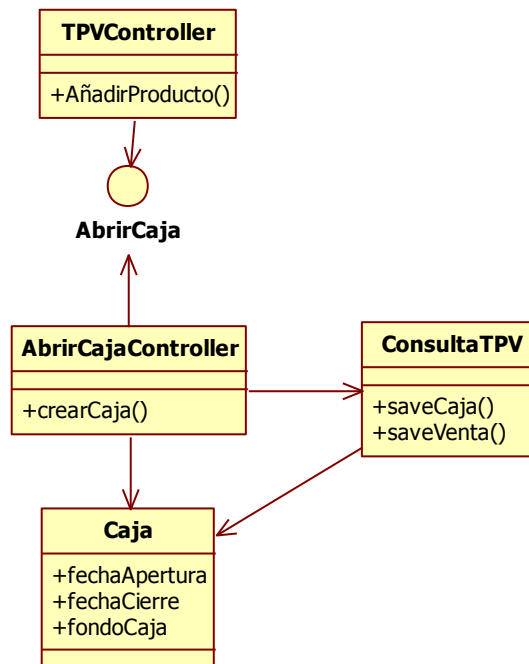 TPVController
+AñadirProducto()
AbrirCaja
AbrirCajaController
+crearCaja()
ConsultaTPV
+saveCaja()
+saveVenta()
Caja
+fechaApertura
+fechaCierre
+fondoCaja